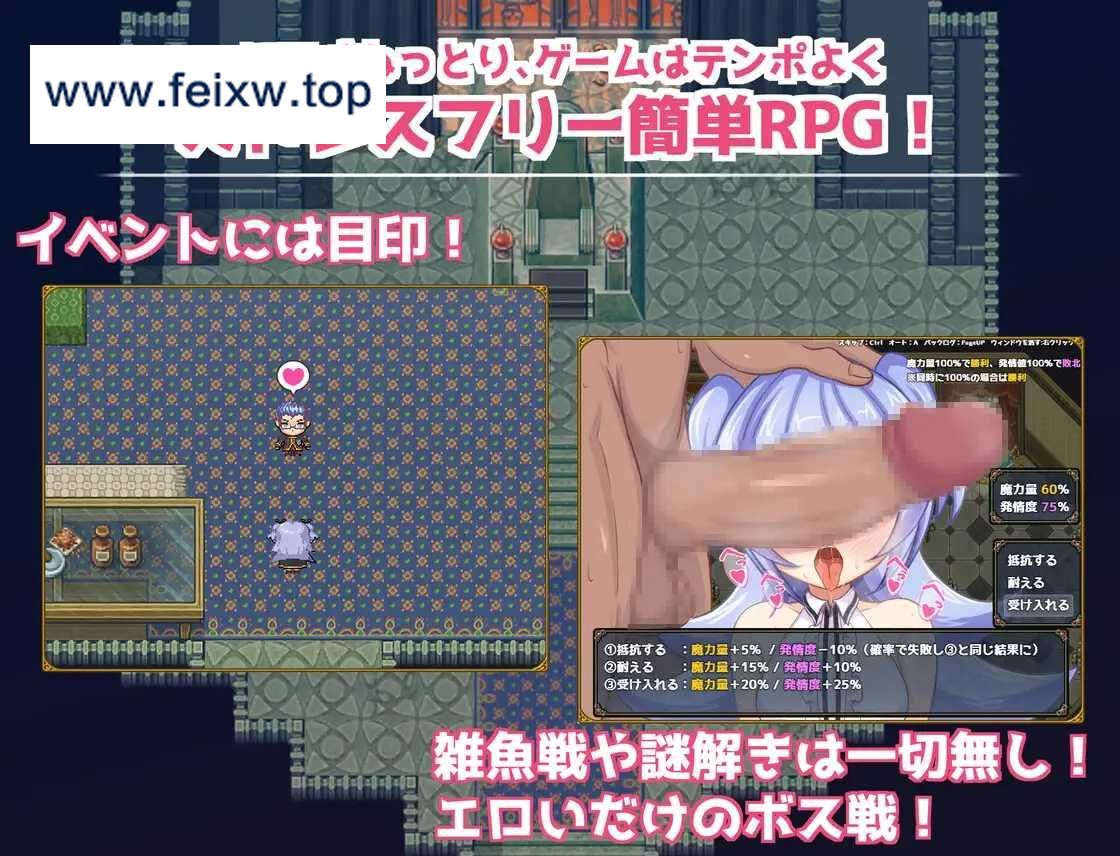 www.feixw.top
っとり、ゲームはテンポよく
スフリー簡単RPG！
イベントには目印！
スキップ：Ctrl オート：A バックログ：PageUP ウィンドウを消す:右クリック
魔力量100%で勝利、発情値100%で敗北
※同時に100%の場合は勝利
魔力量 60%
発情度 75%
抵抗する
耐える
受け入れる
①抵抗する ：魔力量＋5% / 発情度－10%（確率で失敗し③と同じ結果に）
②耐える ：魔力量＋15% / 発情度＋10%
③受け入れる：魔力量＋20% / 発情度＋25%
雑魚戦や謎解きは一切無し！
エロいだけのボス戦！